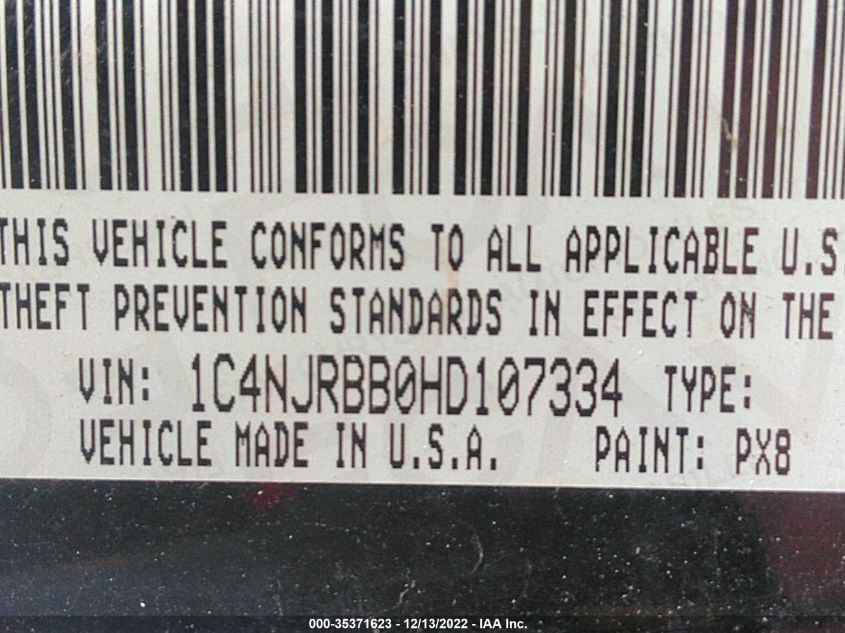 THIS VEHICLE CONFORMS TO ALL APPLICABLE U.S.
THEFT PREVENTION STANDARDS IN EFFECT ON THE
VIN: 1C4NJRBB0HD107334 TYPE:
VEHICLE MADE IN U.S.A. PAINT: PX8
000-35371623 - 12/13/2022 - IAA Inc.